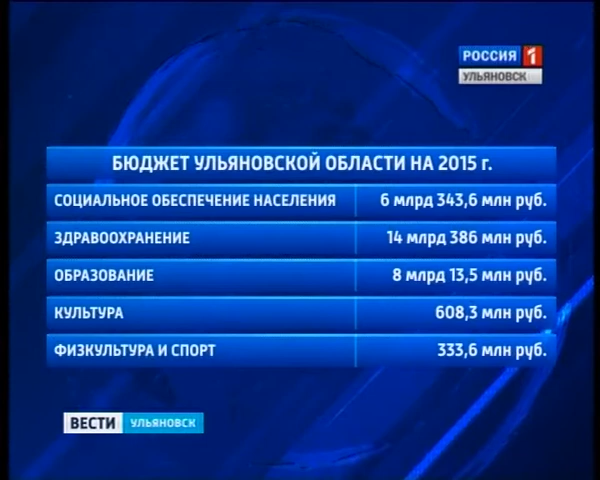 РОССИЯ 1
УЛЬЯНОВСК
БЮДЖЕТ УЛЬЯНОВСКОЙ ОБЛАСТИ НА 2015 г.
СОЦИАЛЬНОЕ ОБЕСПЕЧЕНИЕ НАСЕЛЕНИЯ 6 млрд 343,6 млн руб.
ЗДРАВООХРАНЕНИЕ 14 млрд 386 млн руб.
ОБРАЗОВАНИЕ 8 млрд 13,5 млн руб.
КУЛЬТУРА 608,3 млн руб.
ФИЗКУЛЬТУРА И СПОРТ 333,6 млн руб.
ВЕСТИ УЛЬЯНОВСК